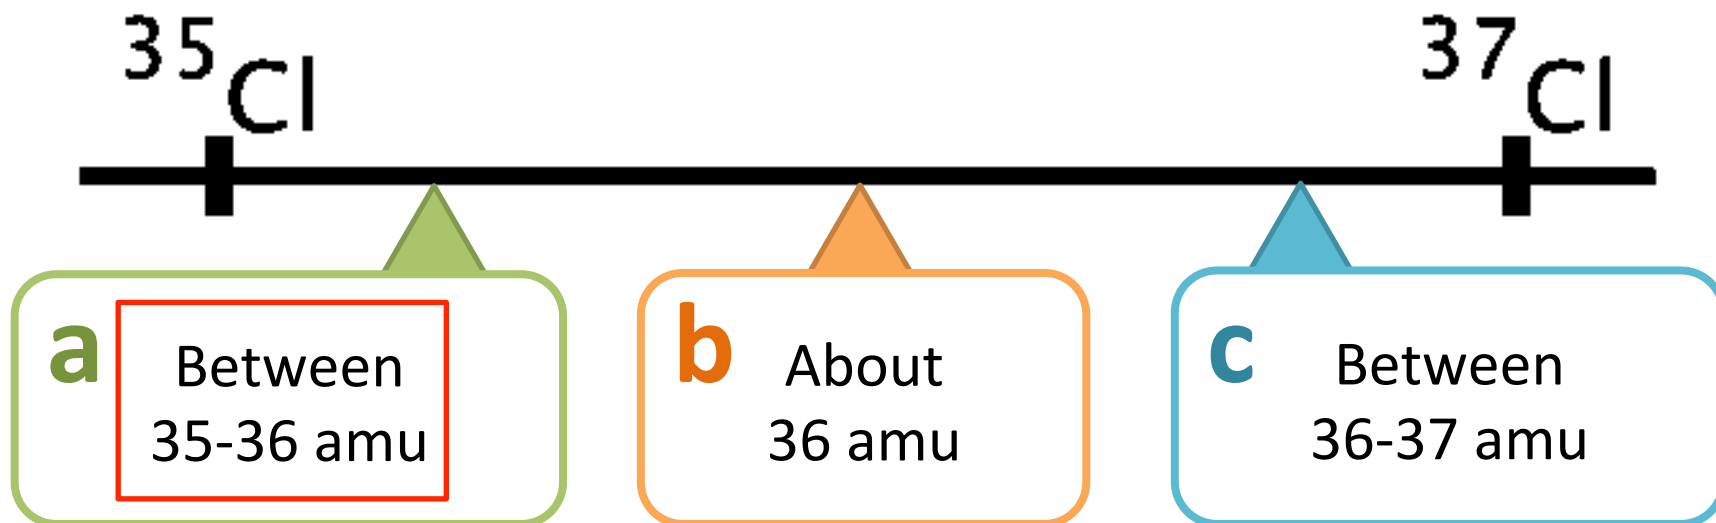 ³⁵Cl ³⁷Cl
a Between
35-36 amu
b About
36 amu
c Between
36-37 amu